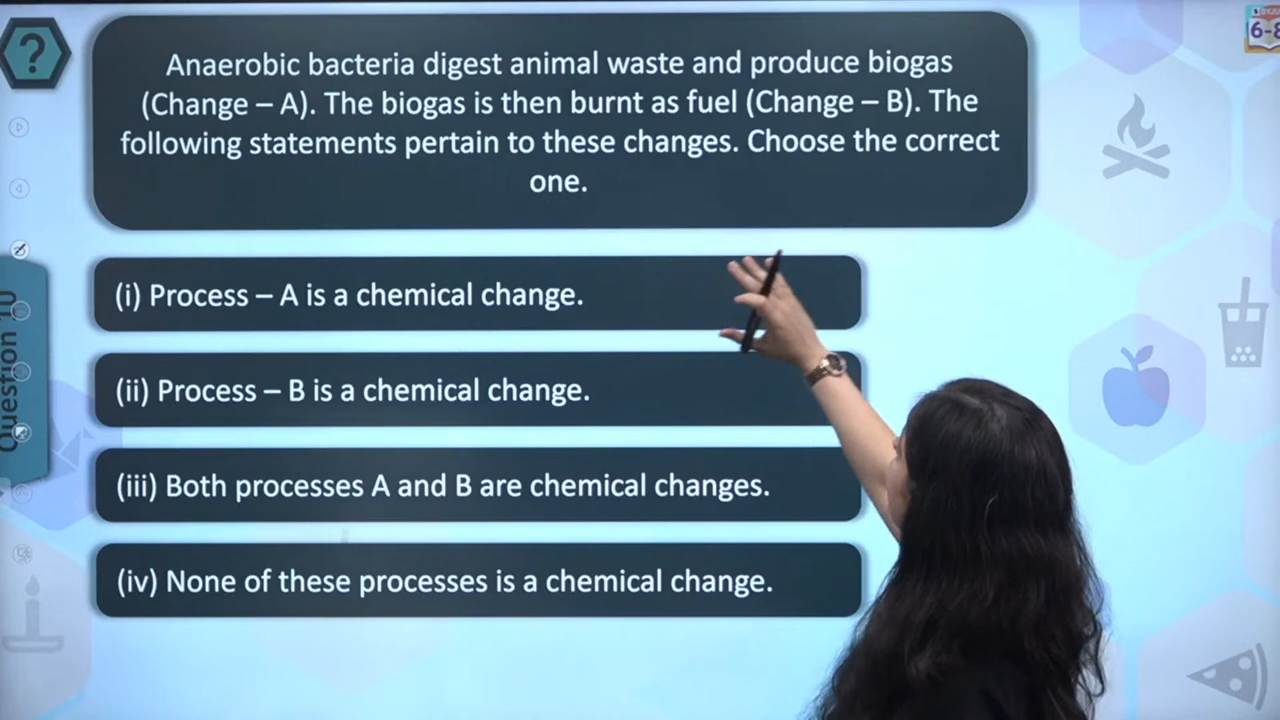 Anaerobic bacteria digest animal waste and produce biogas
(Change – A). The biogas is then burnt as fuel (Change – B). The
following statements pertain to these changes. Choose the correct
one.
(i) Process – A is a chemical change.
(ii) Process – B is a chemical change.
(iii) Both processes A and B are chemical changes.
(iv) None of these processes is a chemical change.
Question 10
?